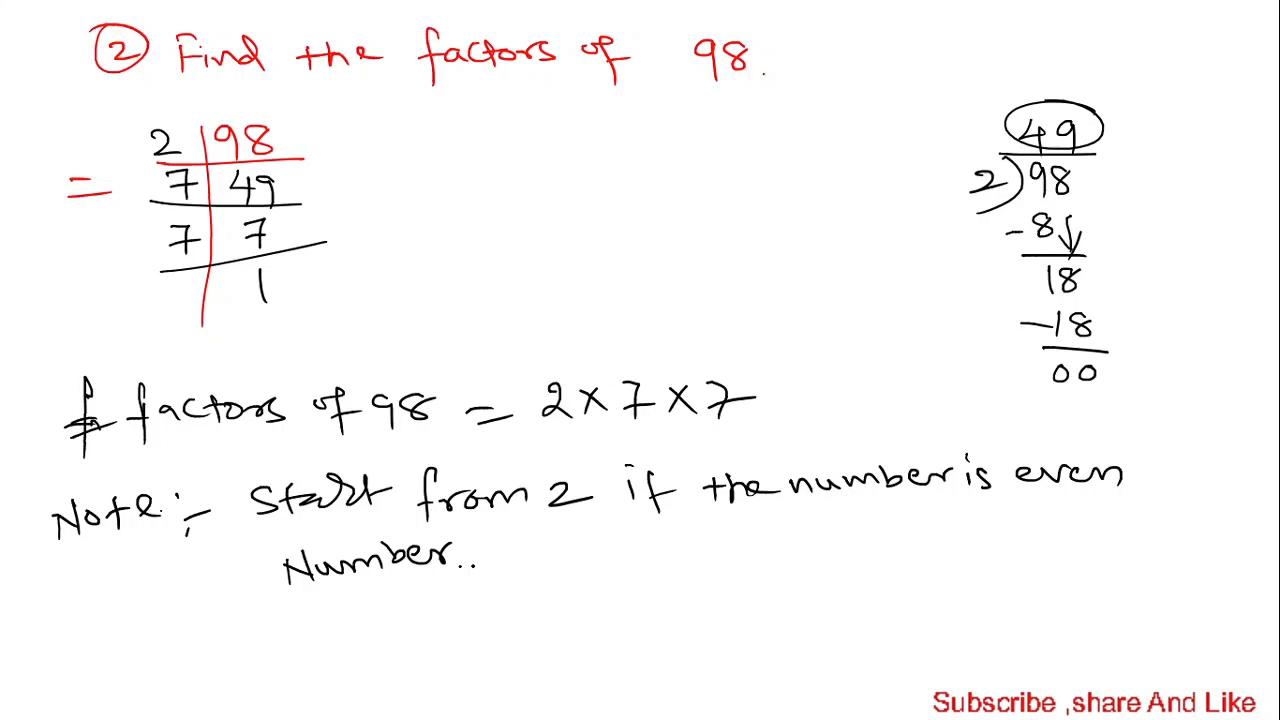 ② Find the factors of 98.
2 | 98
= 7 | 49
7 | 7
1
49
2)98
-8↓
18
-18
00
factors of 98 = 2×7×7
Note:- Start from 2 if the number is even
Number..
Subscribe ,share And Like